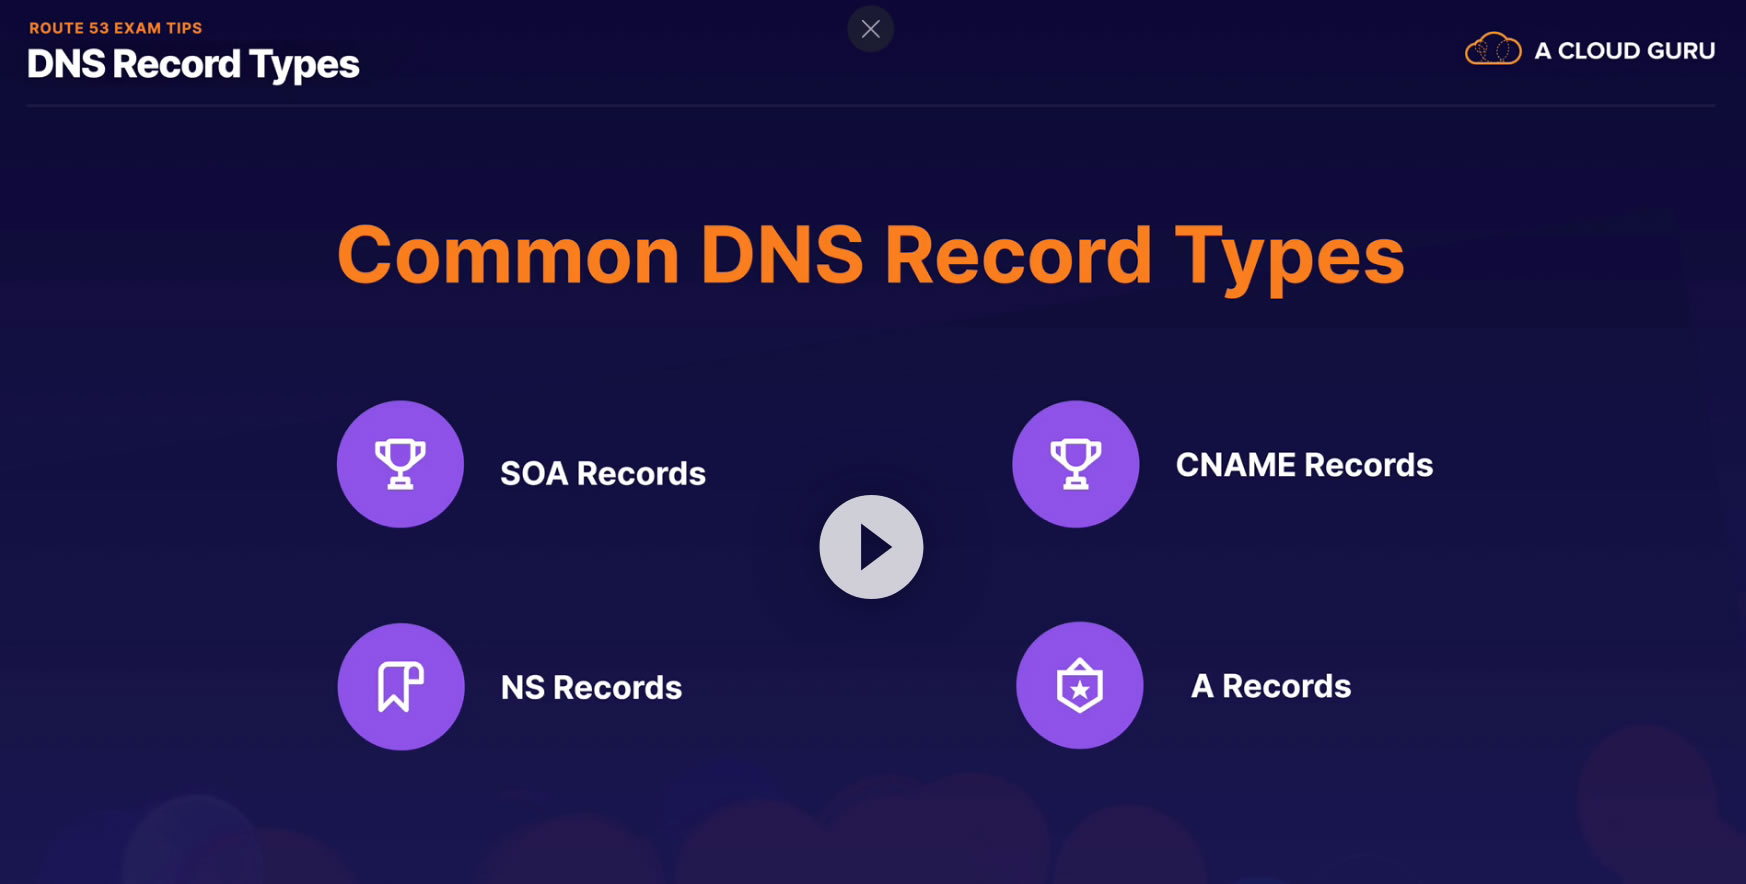 ROUTE 53 EXAM TIPS
DNS Record Types
A CLOUD GURU
Common DNS Record Types
SOA Records
CNAME Records
NS Records
A Records